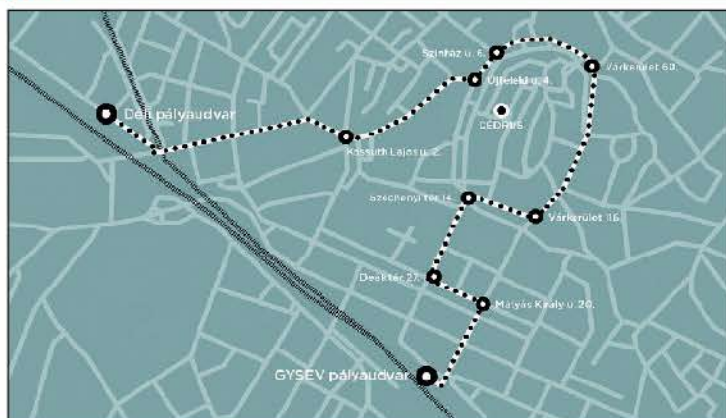 Színház u. 6.
Várkerület 60.
Újteleki u. 4.
Déli pályaudvar
CEDRUS
Kossuth Lajos u. 2.
Széchenyi tér 14.
Várkerület 116.
Deák tér 27.
Mátyás Király u. 20.
GYSEV pályaudvar